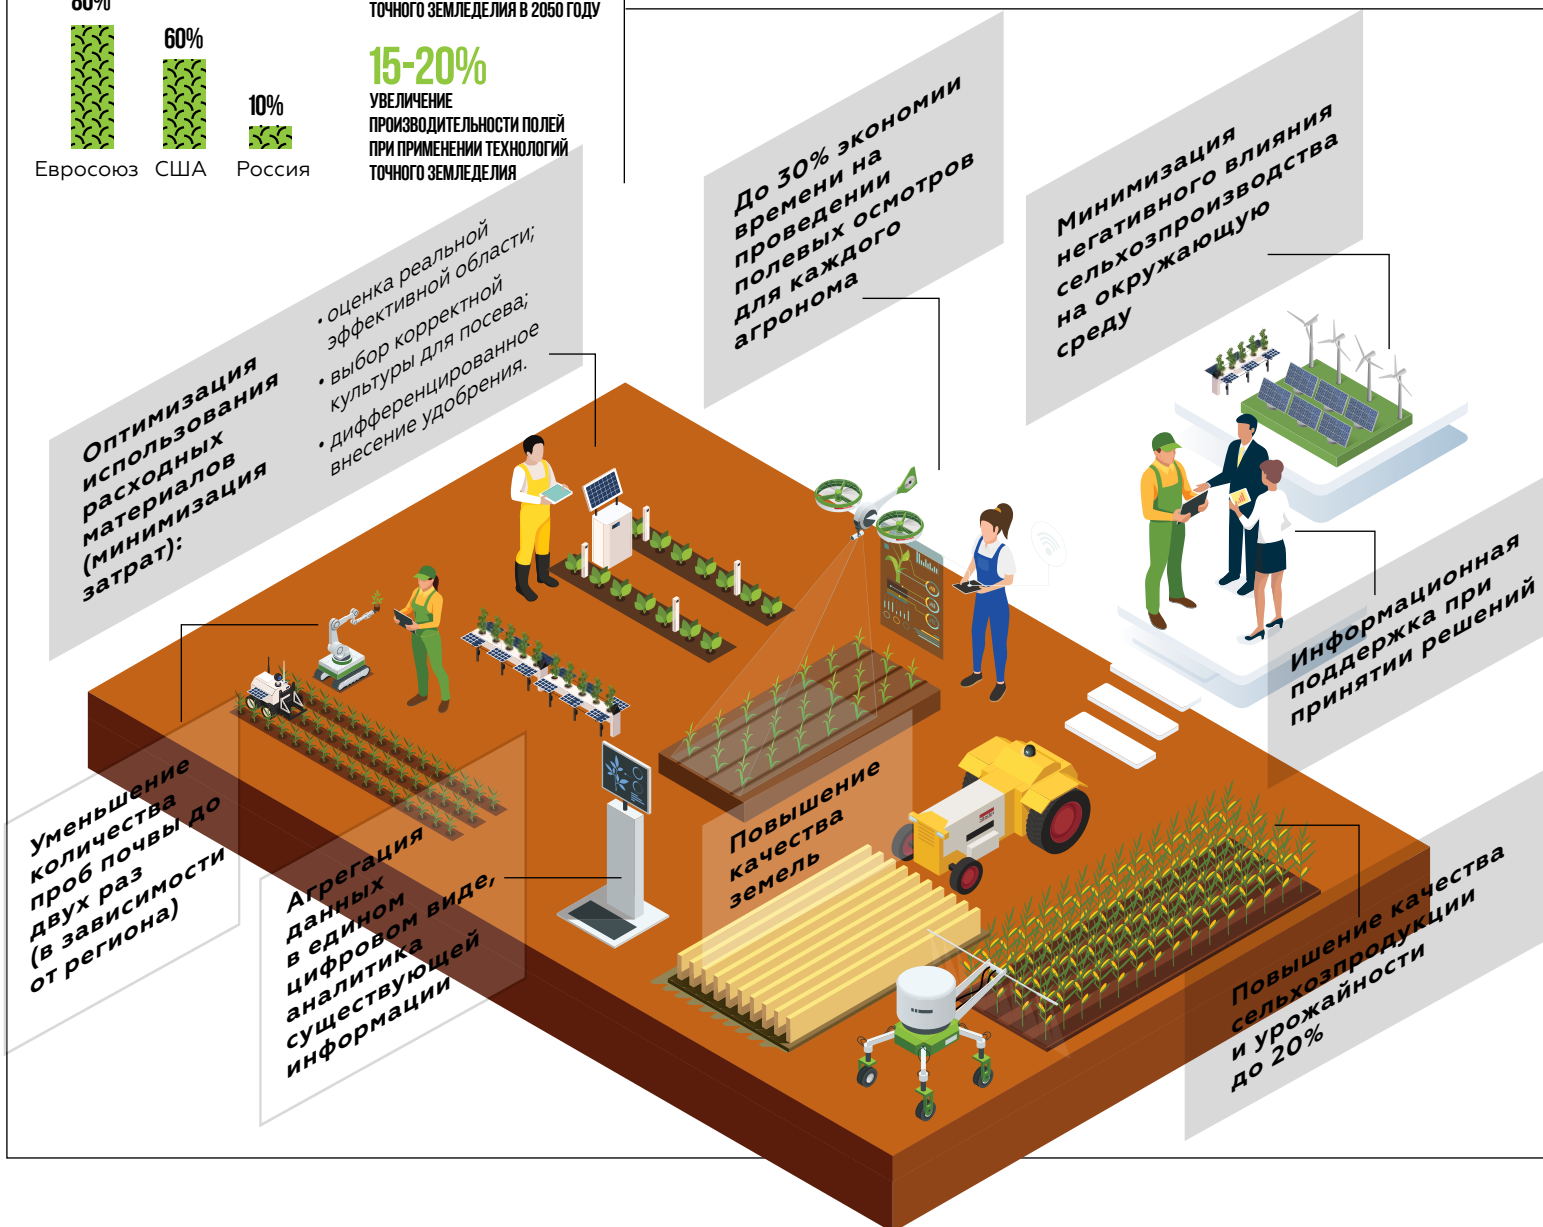 80%
60%
10%
Евросоюз
США
Россия
ТОЧНОГО ЗЕМЛЕДЕЛИЯ В 2050 ГОДУ
15-20%
УВЕЛИЧЕНИЕ
ПРОИЗВОДИТЕЛЬНОСТИ ПОЛЕЙ
ПРИ ПРИМЕНЕНИИ ТЕХНОЛОГИЙ
ТОЧНОГО ЗЕМЛЕДЕЛИЯ
Оптимизация
использования
расходных
материалов
(минимизация
затрат):
• оценка реальной
эффективной области;
• выбор корректной
культуры для посева;
• дифференцированное
внесение удобрения.
До 30% экономии
времени на
проведении
полевых осмотров
для каждого
агронома
Минимизация
негативного влияния
сельхозпроизводства
на окружающую
среду
Информационная
поддержка при
принятии решений
Уменьшение
количества
проб почвы до
двух раз
(в зависимости
от региона)
Агрегация
данных
в едином
цифровом виде,
аналитика
существующей
информации
Повышение
качества
земель
Повышение качества
сельхозпродукции
и урожайности
до 20%